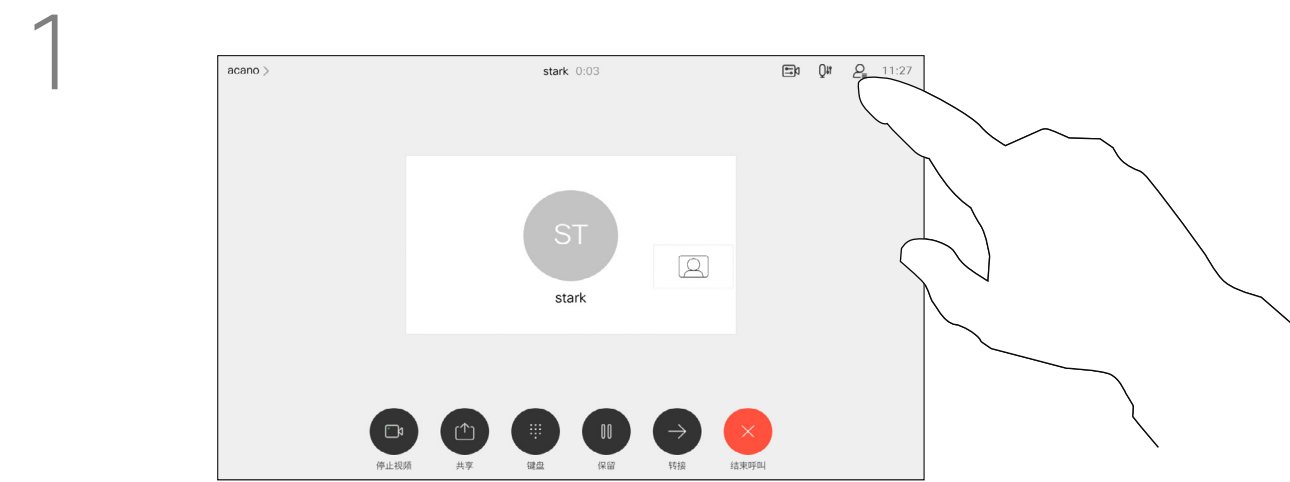 1
acano >
stark 0:03
11:27
ST
stark
停止视频
共享
键盘
保留
转接
结束呼叫